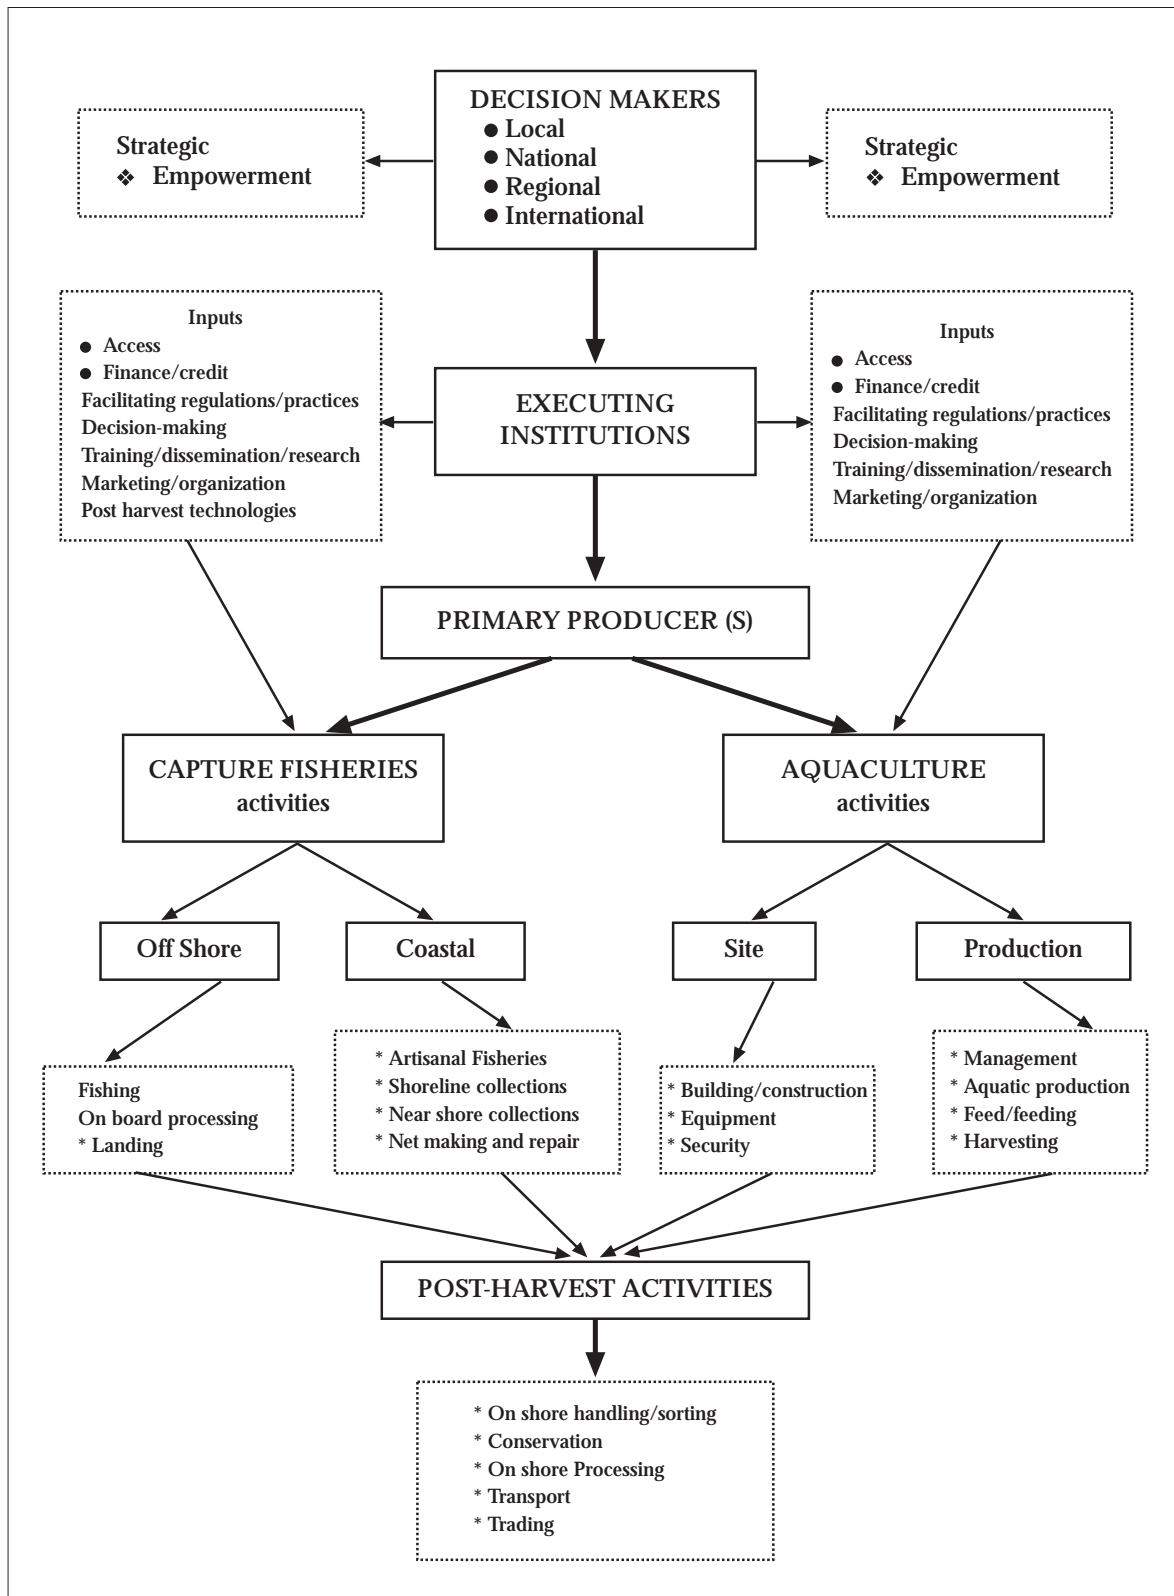 DECISION MAKERS
● Local
● National
● Regional
● International
Strategic
❖ Empowerment
Strategic
❖ Empowerment
Inputs
● Access
● Finance/credit
Facilitating regulations/practices
Decision-making
Training/dissemination/research
Marketing/organization
Post harvest technologies
EXECUTING
INSTITUTIONS
Inputs
● Access
● Finance/credit
Facilitating regulations/practices
Decision-making
Training/dissemination/research
Marketing/organization
PRIMARY PRODUCER (S)
CAPTURE FISHERIES
activities
AQUACULTURE
activities
Off Shore
Coastal
Site
Production
Fishing
On board processing
* Landing
* Artisanal Fisheries
* Shoreline collections
* Near shore collections
* Net making and repair
* Building/construction
* Equipment
* Security
* Management
* Aquatic production
* Feed/feeding
* Harvesting
POST-HARVEST ACTIVITIES
* On shore handling/sorting
* Conservation
* On shore Processing
* Transport
* Trading